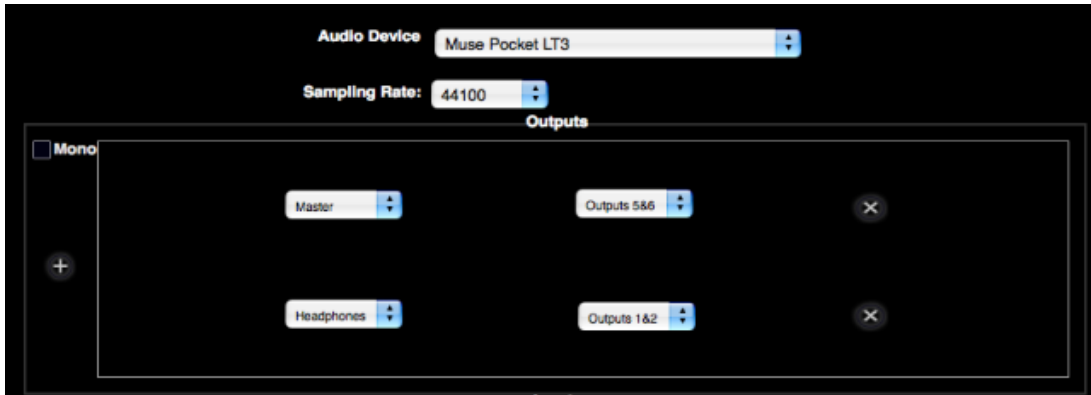 Audio Device Muse Pocket LT3
Sampling Rate: 44100
Outputs
Mono
Master Outputs 5&6
Headphones Outputs 1&2